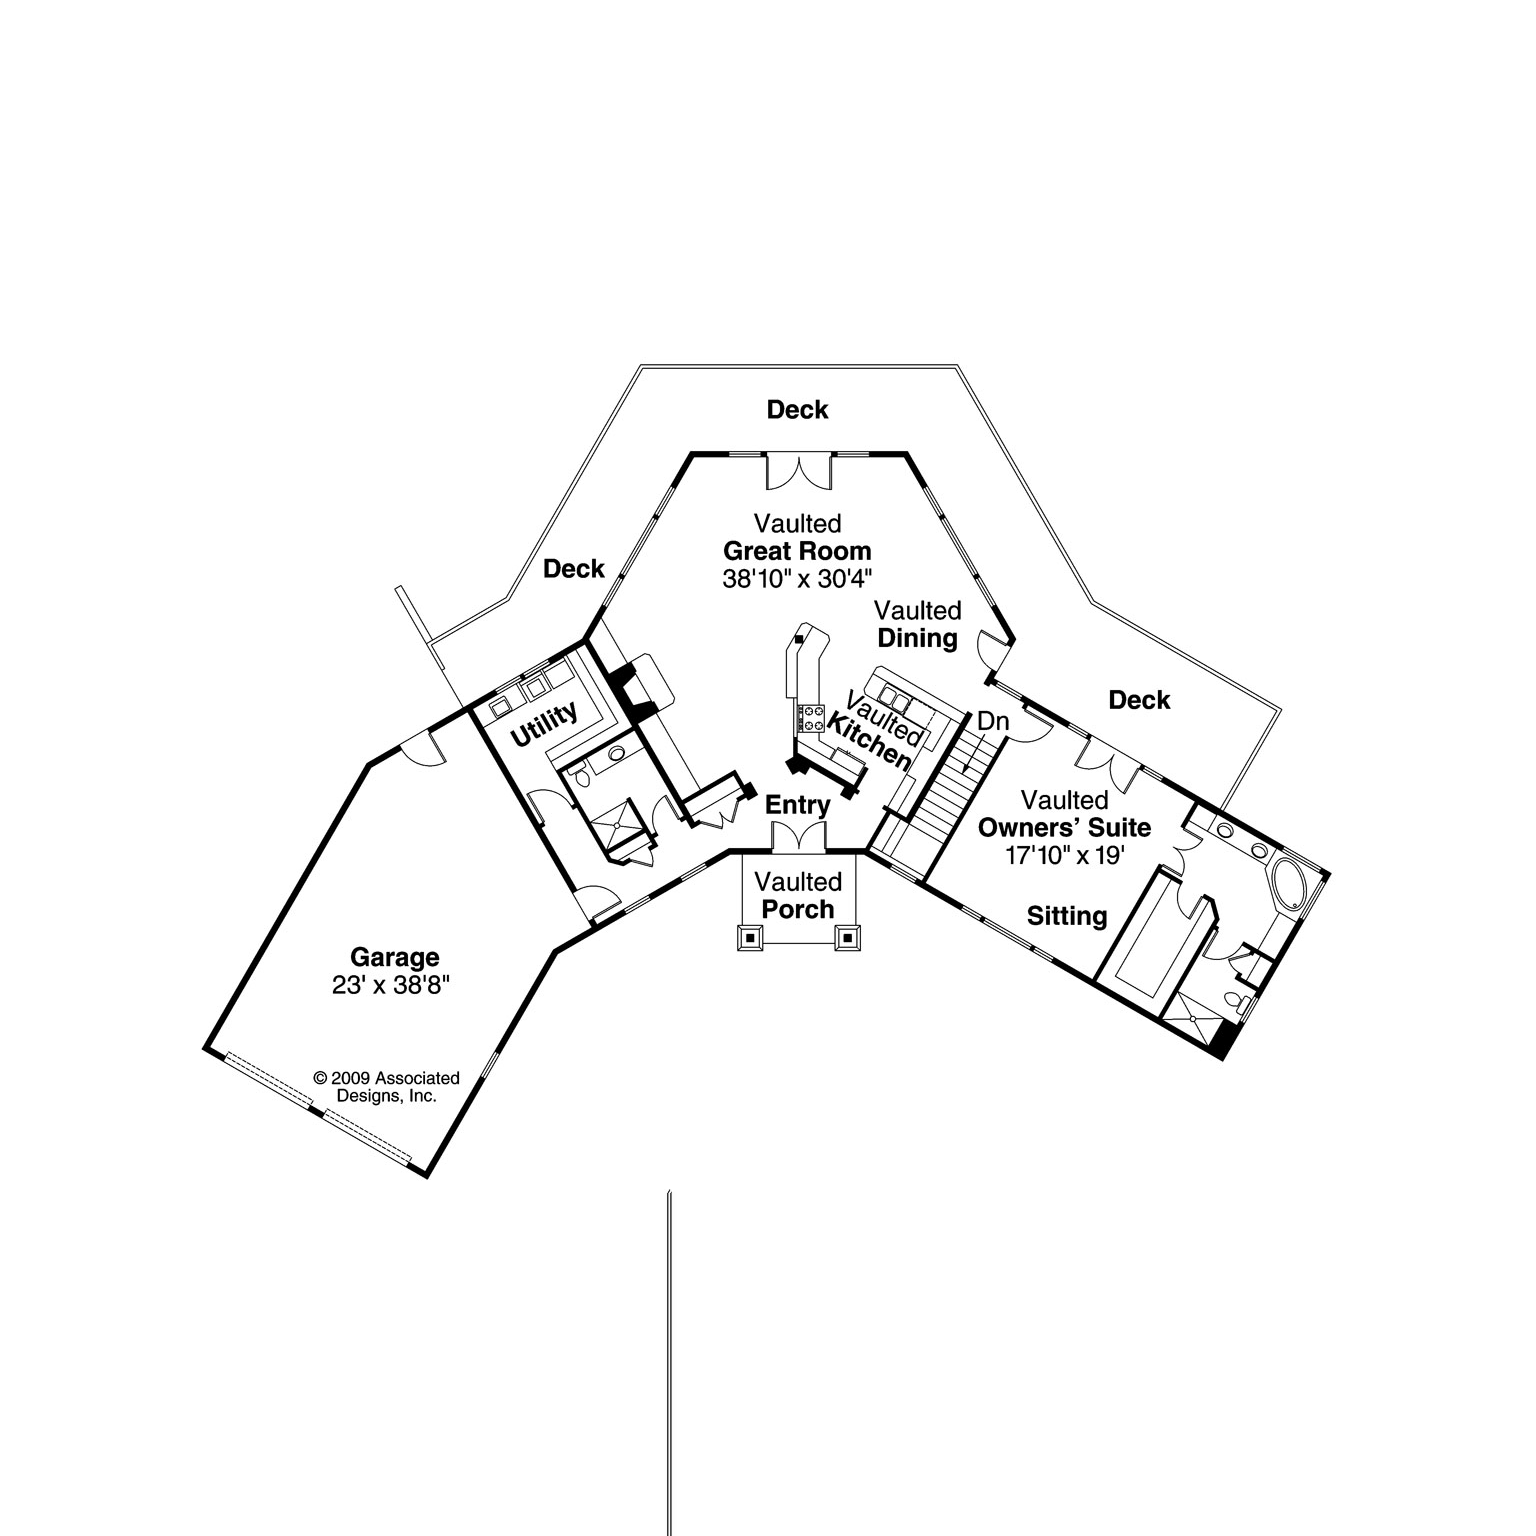 Deck
Vaulted
Great Room
38'10" x 30'4"
Deck
Vaulted
Dining
Deck
Utility
Vaulted
Kitchen
Dn
Entry
Vaulted
Owners' Suite
17'10" x 19'
Vaulted
Porch
Sitting
Garage
23' x 38'8"
© 2009 Associated
Designs, Inc.